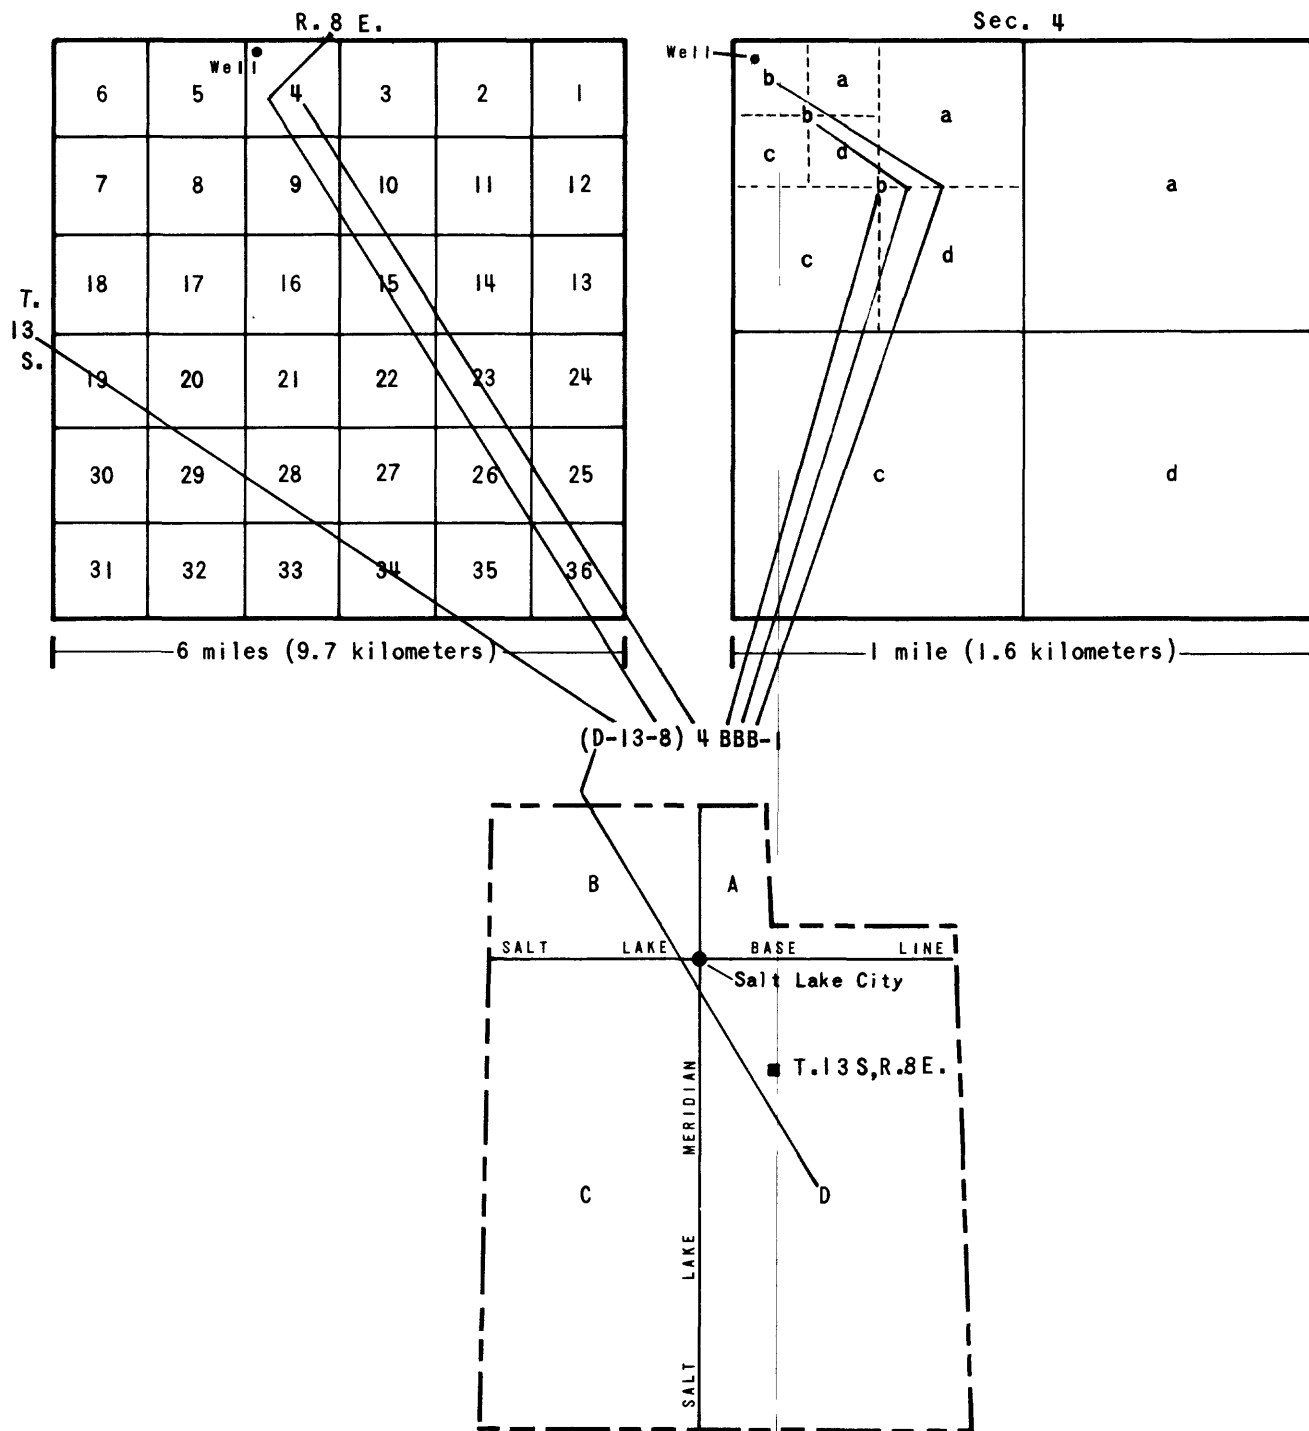 R. 8 E.
Well
6 5 4 3 2 1
7 8 9 10 11 12
18 17 16 15 14 13
T.
13
S.
19 20 21 22 23 24
30 29 28 27 26 25
31 32 33 34 35 36
6 miles (9.7 kilometers)
Sec. 4
Well
b a
b a
c d
b a
c d
c d
1 mile (1.6 kilometers)
(D-13-8) 4 BBB-1
B A
SALT LAKE BASE LINE
Salt Lake City
T.13S,R.8E.
C D
SALT LAKE MERIDIAN